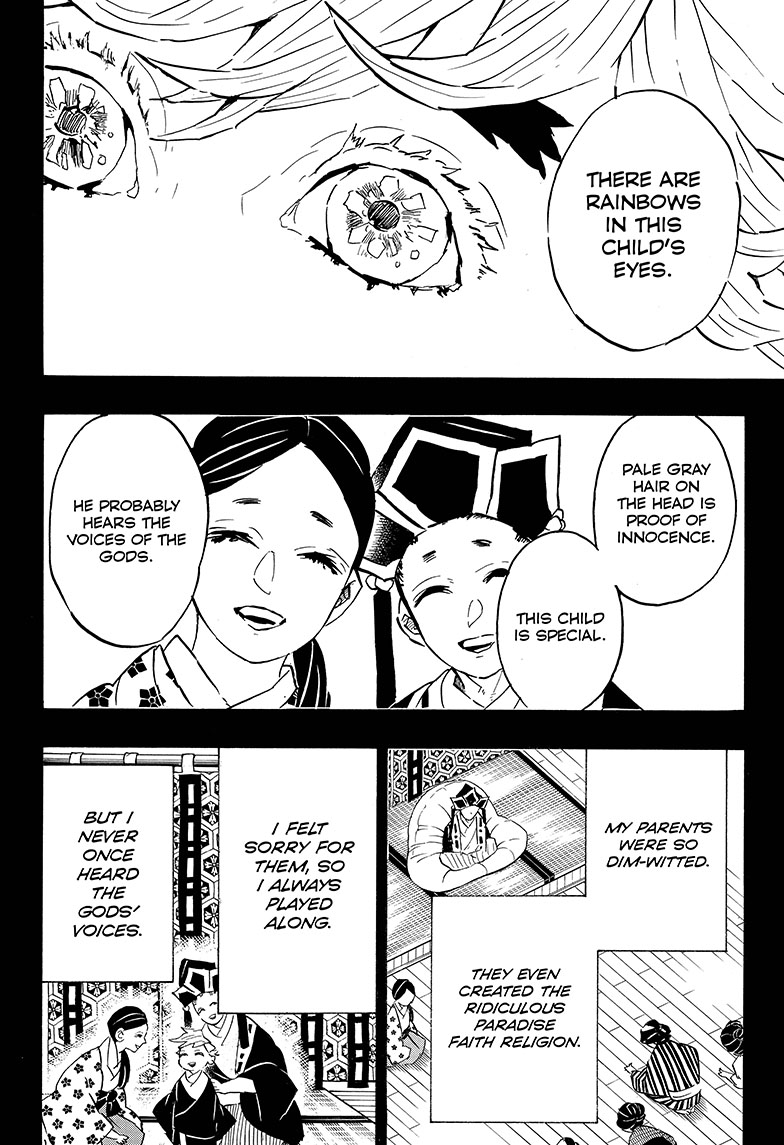 THERE ARE
RAINBOWS
IN THIS
CHILD'S
EYES.
PALE GRAY
HAIR ON
THE HEAD IS
PROOF OF
INNOCENCE.
THIS CHILD
IS SPECIAL.
HE PROBABLY
HEARS THE
VOICES OF THE
GODS.
MY PARENTS
WERE SO
DIM-WITTED.
THEY EVEN
CREATED THE
RIDICULOUS
PARADISE
FAITH RELIGION.
I FELT
SORRY FOR
THEM, SO
I ALWAYS
PLAYED
ALONG.
BUT I
NEVER
ONCE
HEARD
THE
GODS'
VOICES.